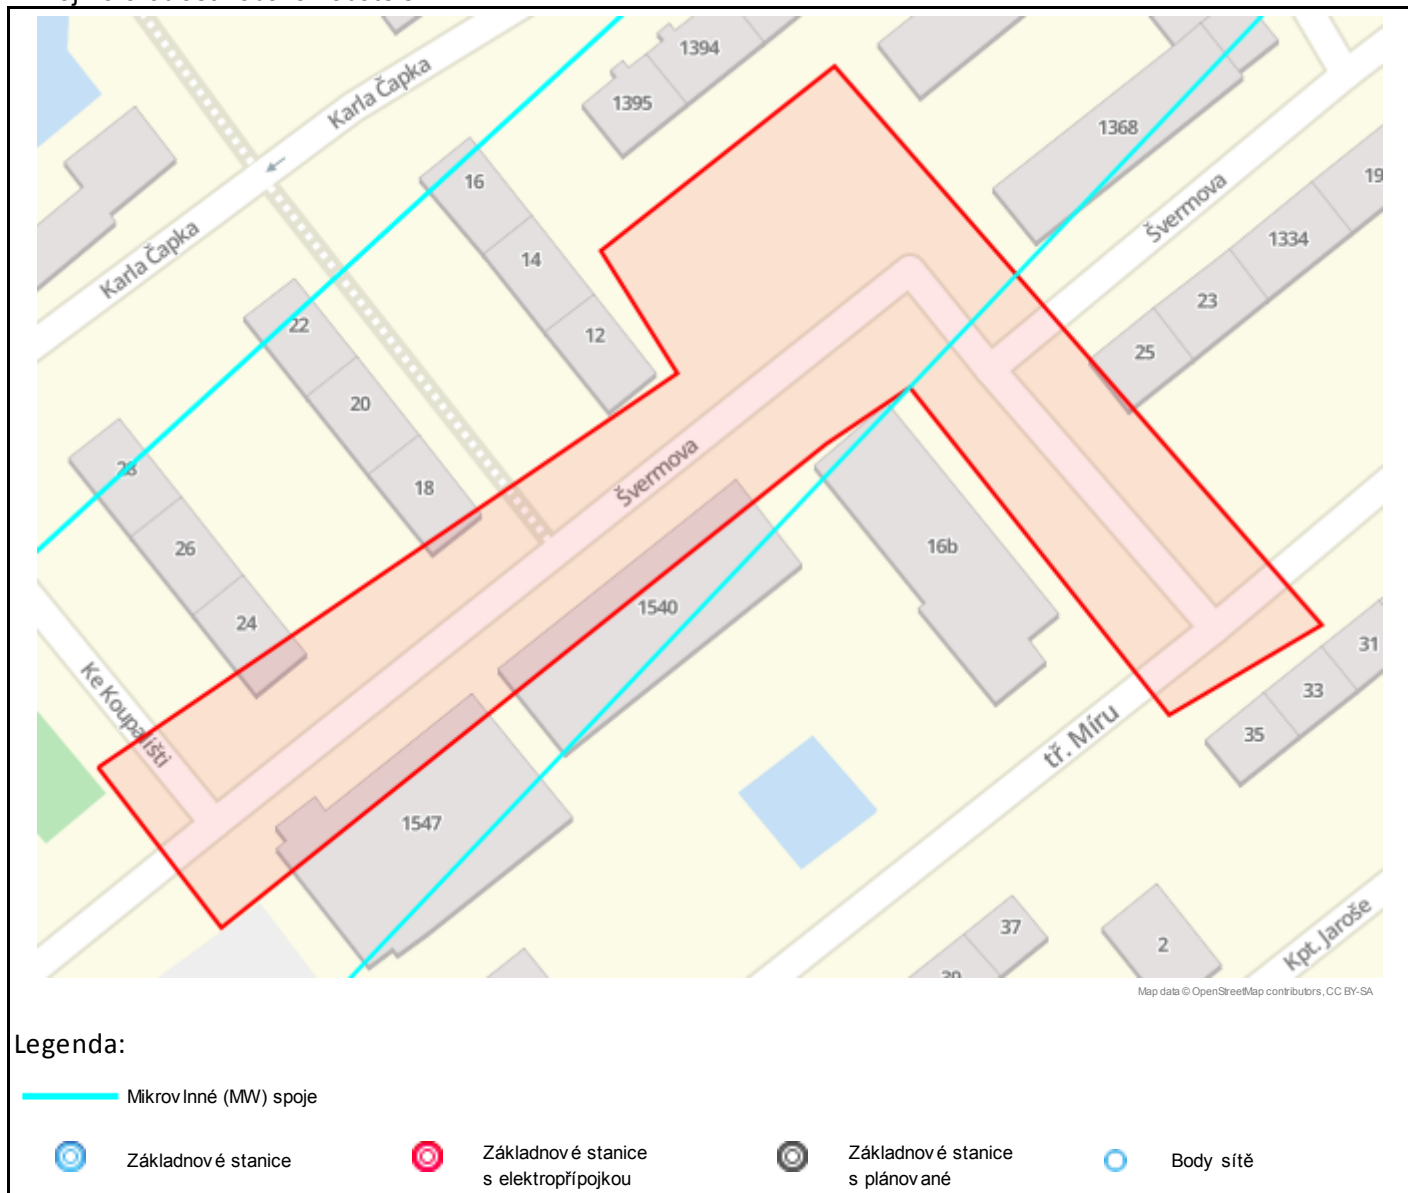 Karla Čapka
1394
1395
1368
16
Švermova
19
Karla Čapka
14
1334
23
22
12
25
20
28
Švermova
18
26
16b
1540
24
31
Ke Koupališti
33
tř. Míru
35
1547
37
2
Kpt. Jaroše
39
Map data © OpenStreetMap contributors, CC BY-SA
Legenda:
Mikrovlnné (MW) spoje
Základnové stanice
Základnové stanice
s elektropřípojkou
Základnové stanice
s plánované
Body sítě